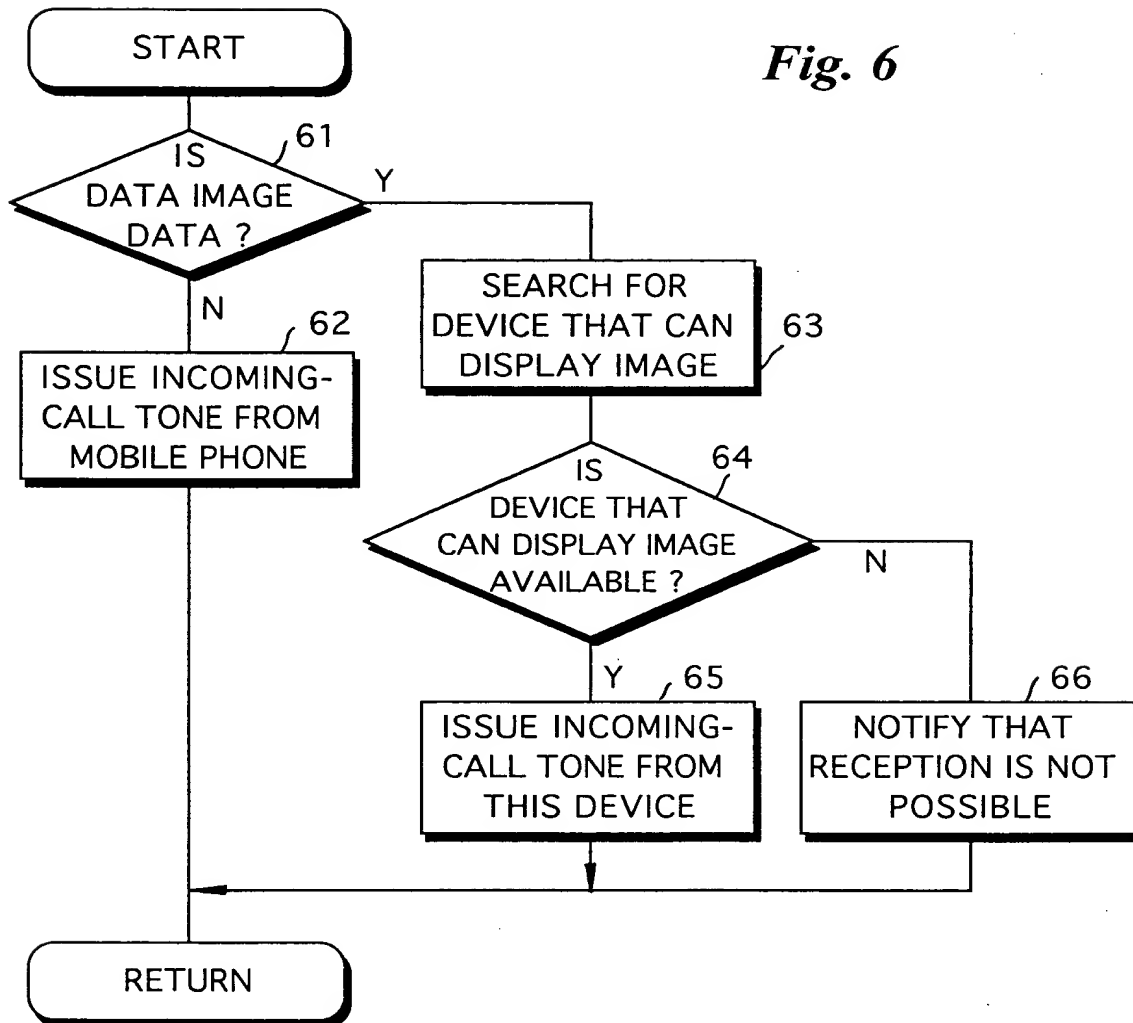 Fig. 6
START
61
IS
DATA IMAGE
DATA ?
Y
N
62
ISSUE INCOMING-
CALL TONE FROM
MOBILE PHONE
SEARCH FOR
DEVICE THAT CAN
DISPLAY IMAGE
63
64
IS
DEVICE THAT
CAN DISPLAY IMAGE
AVAILABLE ?
N
Y
65
ISSUE INCOMING-
CALL TONE FROM
THIS DEVICE
66
NOTIFY THAT
RECEPTION IS NOT
POSSIBLE
RETURN